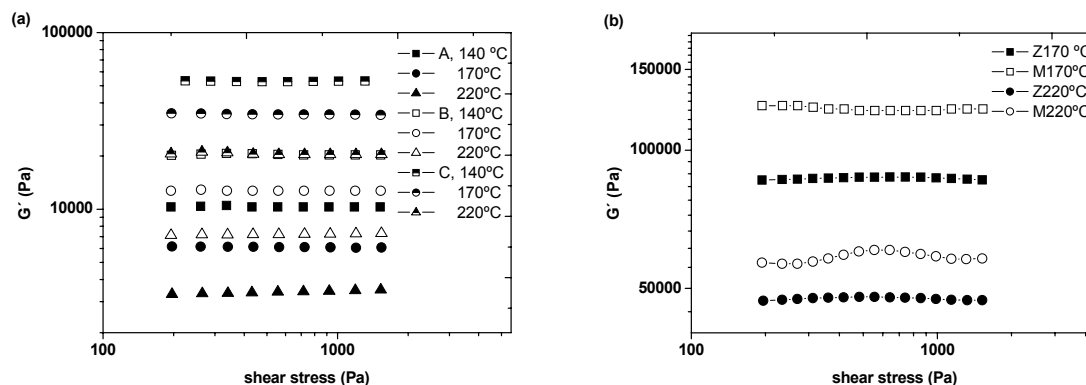 (a)
100000
10000
100
1000
G´ (Pa)
shear stress (Pa)
A, 140 ºC
170ºC
220ºC
B, 140ºC
170ºC
220ºC
C, 140ºC
170ºC
220ºC
(b)
150000
100000
50000
100
1000
G´ (Pa)
shear stress (Pa)
Z170 ºC
M170ºC
Z220ºC
M220ºC